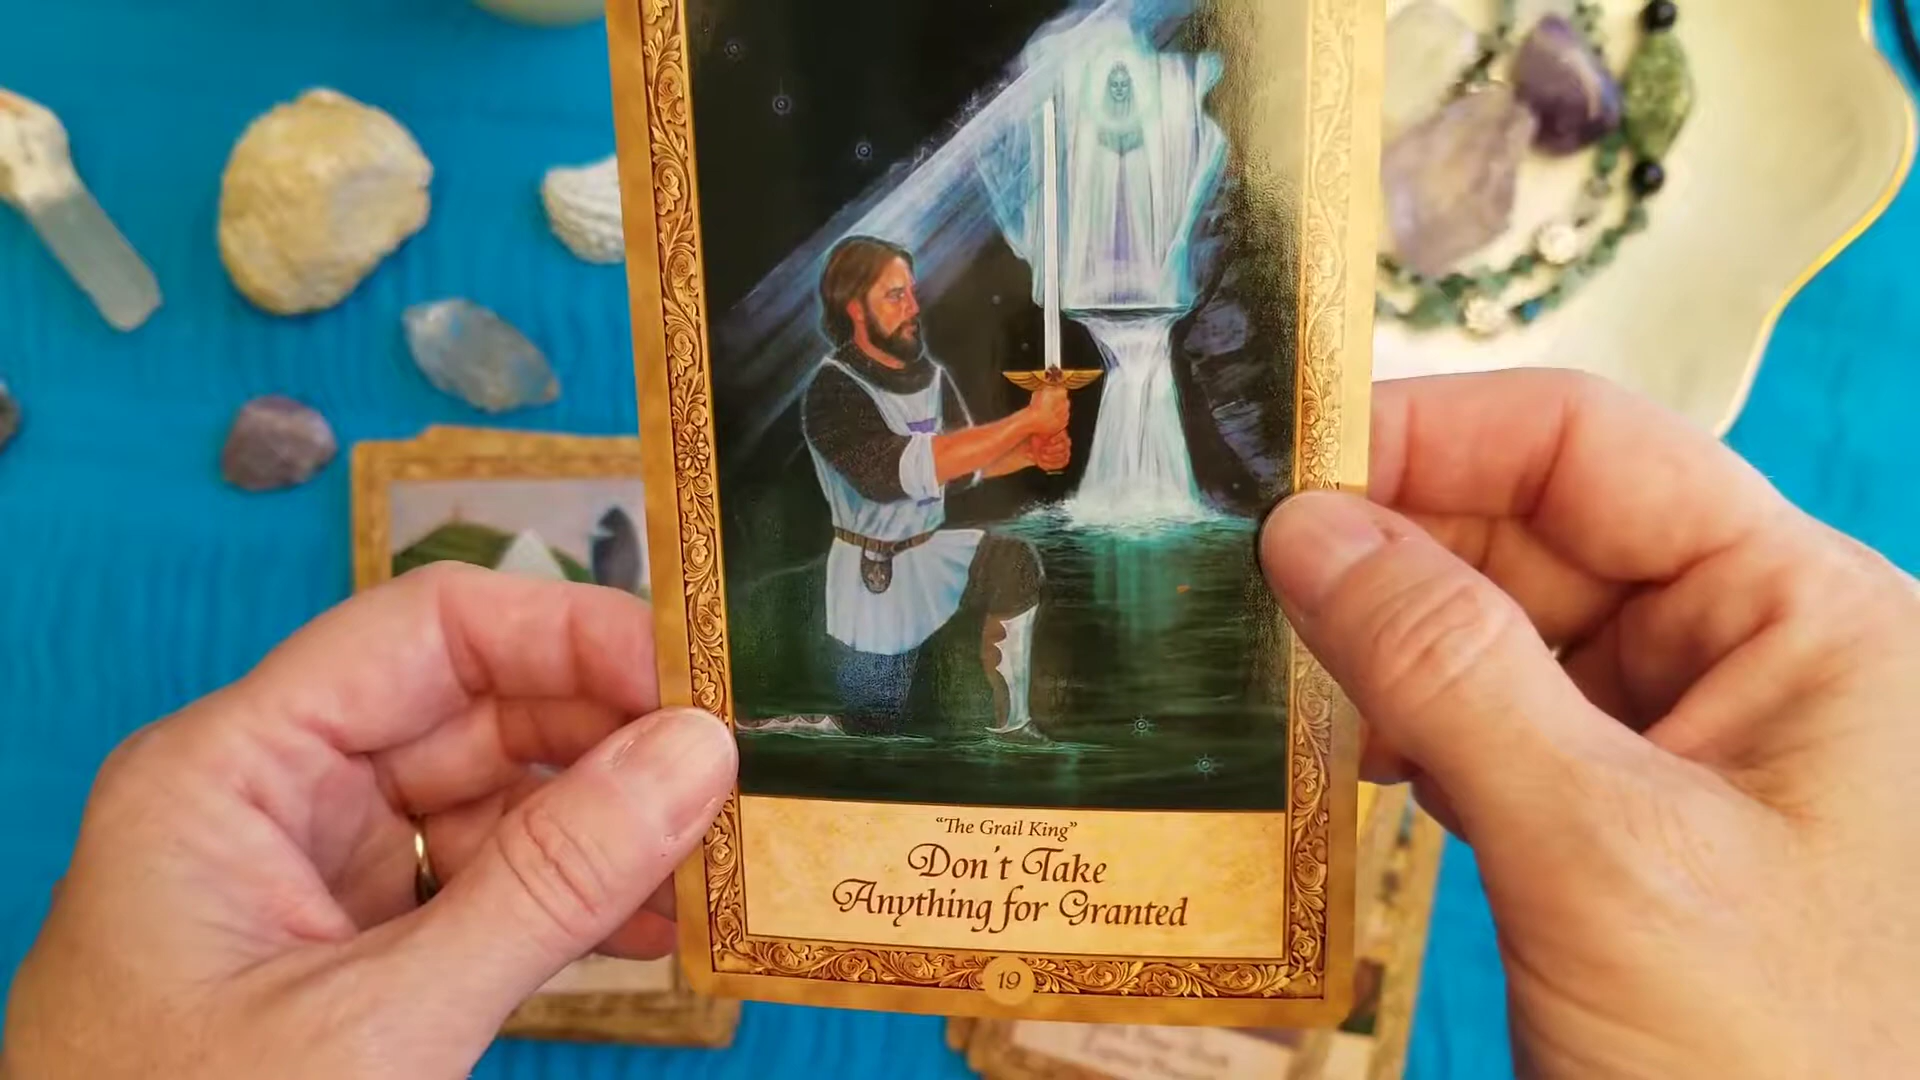 “The Grail King”
Don't Take
Anything for Granted
19